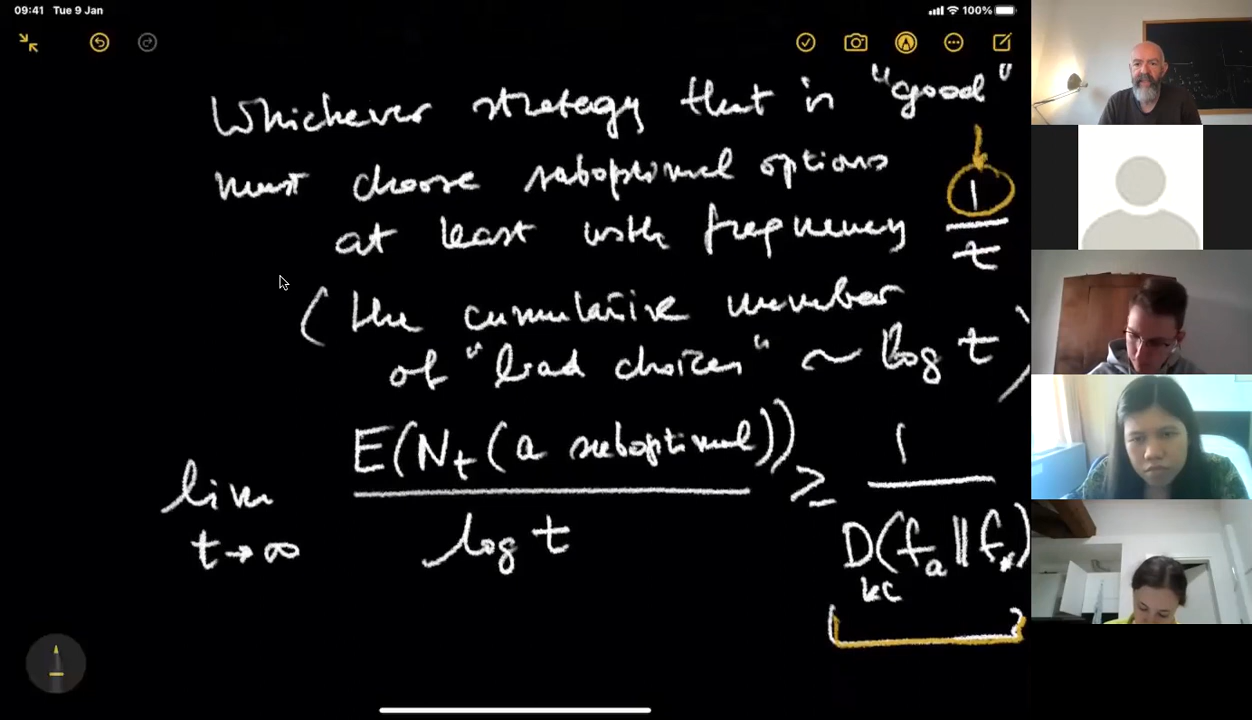 09:41 Tue 9 Jan 100%
Whichever strategy that is "good"
must choose suboptimal options
at least with frequency 1/t
(the cumulative number
of "bad choices" ~ log t)
lim t→∞ E(N_t(a suboptimal)) / log t ≥ 1 / D_KL(f_a || f_*)